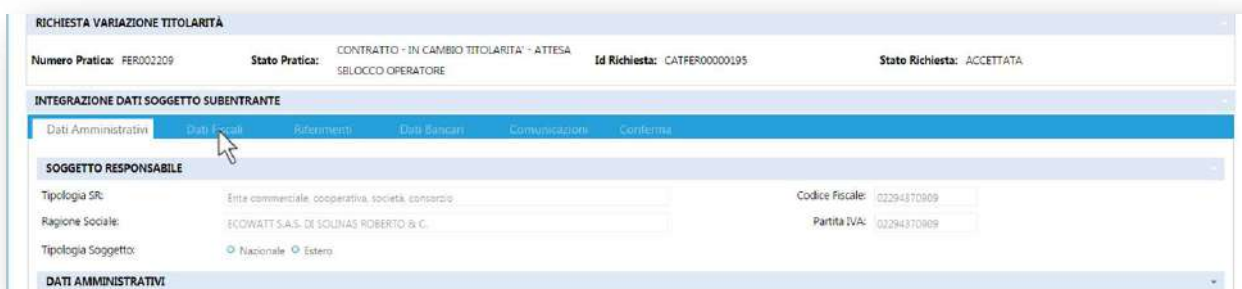 RICHIESTA VARIAZIONE TITOLARITÀ
Numero Pratica: FER002209 Stato Pratica: CONTRATTO - IN CAMBIO TITOLARITA' - ATTESA SBLOCCO OPERATORE Id Richiesta: CATFER00000195 Stato Richiesta: ACCETTATA
INTEGRAZIONE DATI SOGGETTO SUBENTRANTE
Dati Amministrativi Dati Fiscali Riferimenti Dati Bancari Comunicazioni Conferma
SOGGETTO RESPONSABILE
Tipologia SR: Ente commerciale, cooperativa, società, consorzio Codice Fiscale: 02294370909
Ragione Sociale: ECOWATT S.A.S. DI SOLINAS ROBERTO & C. Partita IVA: 02294370909
Tipologia Soggetto: Nazionale Estero
DATI AMMINISTRATIVI